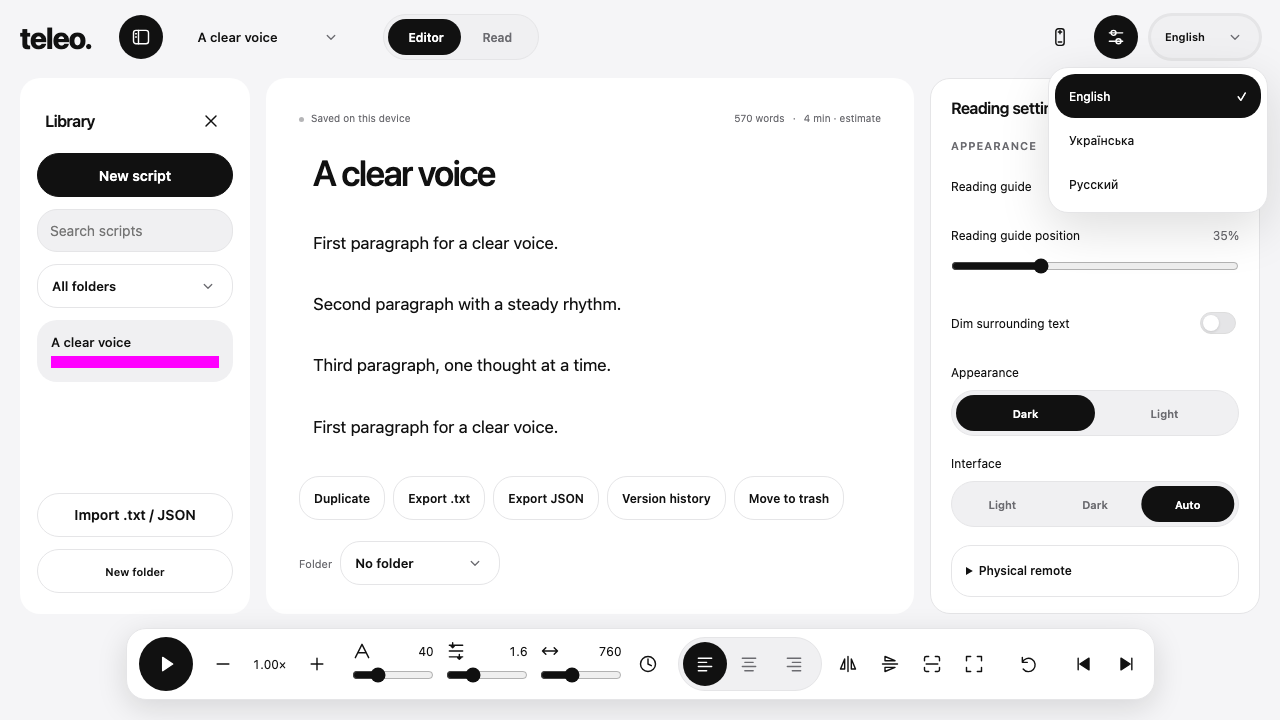 teleo.
A clear voice
Editor
Read
English
English
Українська
Русский
Library
New script
Search scripts
All folders
A clear voice
Import .txt / JSON
New folder
Saved on this device
570 words · 4 min · estimate
A clear voice
First paragraph for a clear voice.
Second paragraph with a steady rhythm.
Third paragraph, one thought at a time.
First paragraph for a clear voice.
Duplicate
Export .txt
Export JSON
Version history
Move to trash
Folder
No folder
Reading
APPEARANCE
Reading guide
Reading guide position
35%
Dim surrounding text
Appearance
Dark
Light
Interface
Light
Dark
Auto
Physical remote
1.00×
40
1.6
760